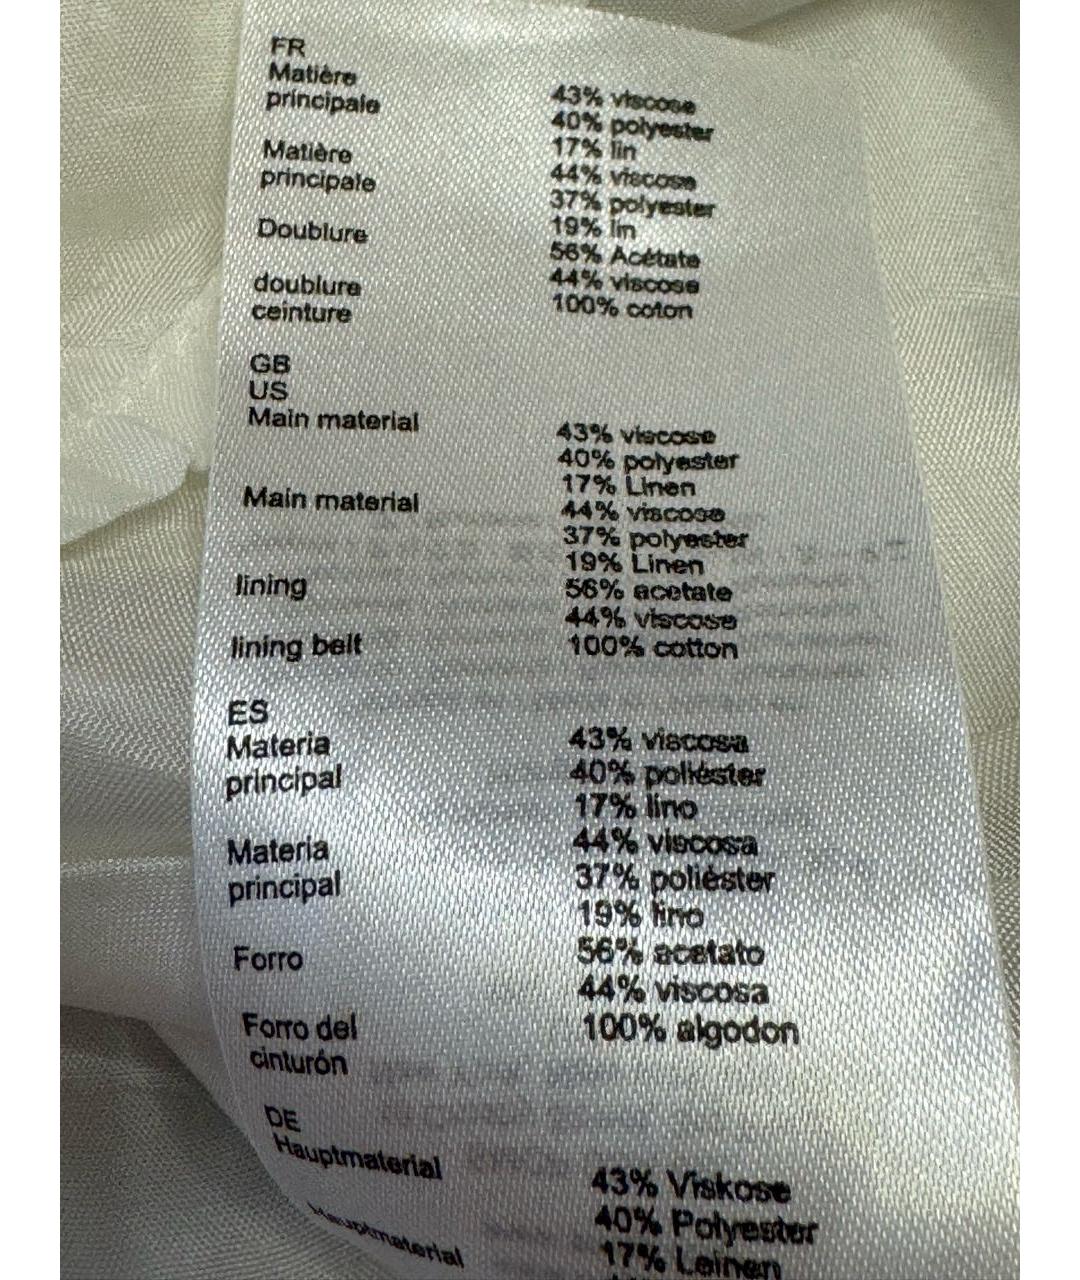 FR
Matière
principale
43% viscose
40% polyester
17% lin
Matière
principale
44% viscose
37% polyester
19% lin
Doublure
56% Acétate
44% viscose
doublure
ceinture
100% coton
GB
US
Main material
43% viscose
40% polyester
17% Linen
Main material
44% viscose
37% polyester
19% Linen
lining
56% acetate
44% viscose
lining belt
100% cotton
ES
Materia
principal
43% viscosa
40% poliéster
17% lino
Materia
principal
44% viscosa
37% poliéster
19% lino
Forro
56% acetato
44% viscosa
Forro del
cinturón
100% algodon
DE
Hauptmaterial
43% Viskose
40% Polyester
17% Leinen
Hauptmaterial